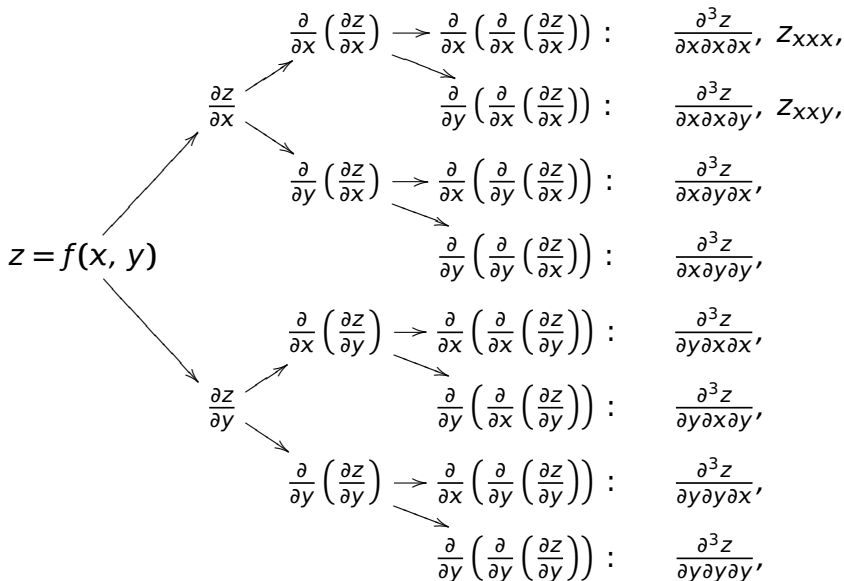 ∂/∂x (∂z/∂x) → ∂/∂x (∂/∂x (∂z/∂x)) : ∂³z/∂x∂x∂x, z_xxx,
∂z/∂x ∂/∂y (∂/∂x (∂z/∂x)) : ∂³z/∂x∂x∂y, z_xxy,
∂/∂y (∂z/∂x) → ∂/∂x (∂/∂y (∂z/∂x)) : ∂³z/∂x∂y∂x,
z = f(x, y) ∂/∂y (∂/∂y (∂z/∂x)) : ∂³z/∂x∂y∂y,
∂/∂x (∂z/∂y) → ∂/∂x (∂/∂x (∂z/∂y)) : ∂³z/∂y∂x∂x,
∂z/∂y ∂/∂y (∂/∂x (∂z/∂y)) : ∂³z/∂y∂x∂y,
∂/∂y (∂z/∂y) → ∂/∂x (∂/∂y (∂z/∂y)) : ∂³z/∂y∂y∂x,
∂/∂y (∂/∂y (∂z/∂y)) : ∂³z/∂y∂y∂y,